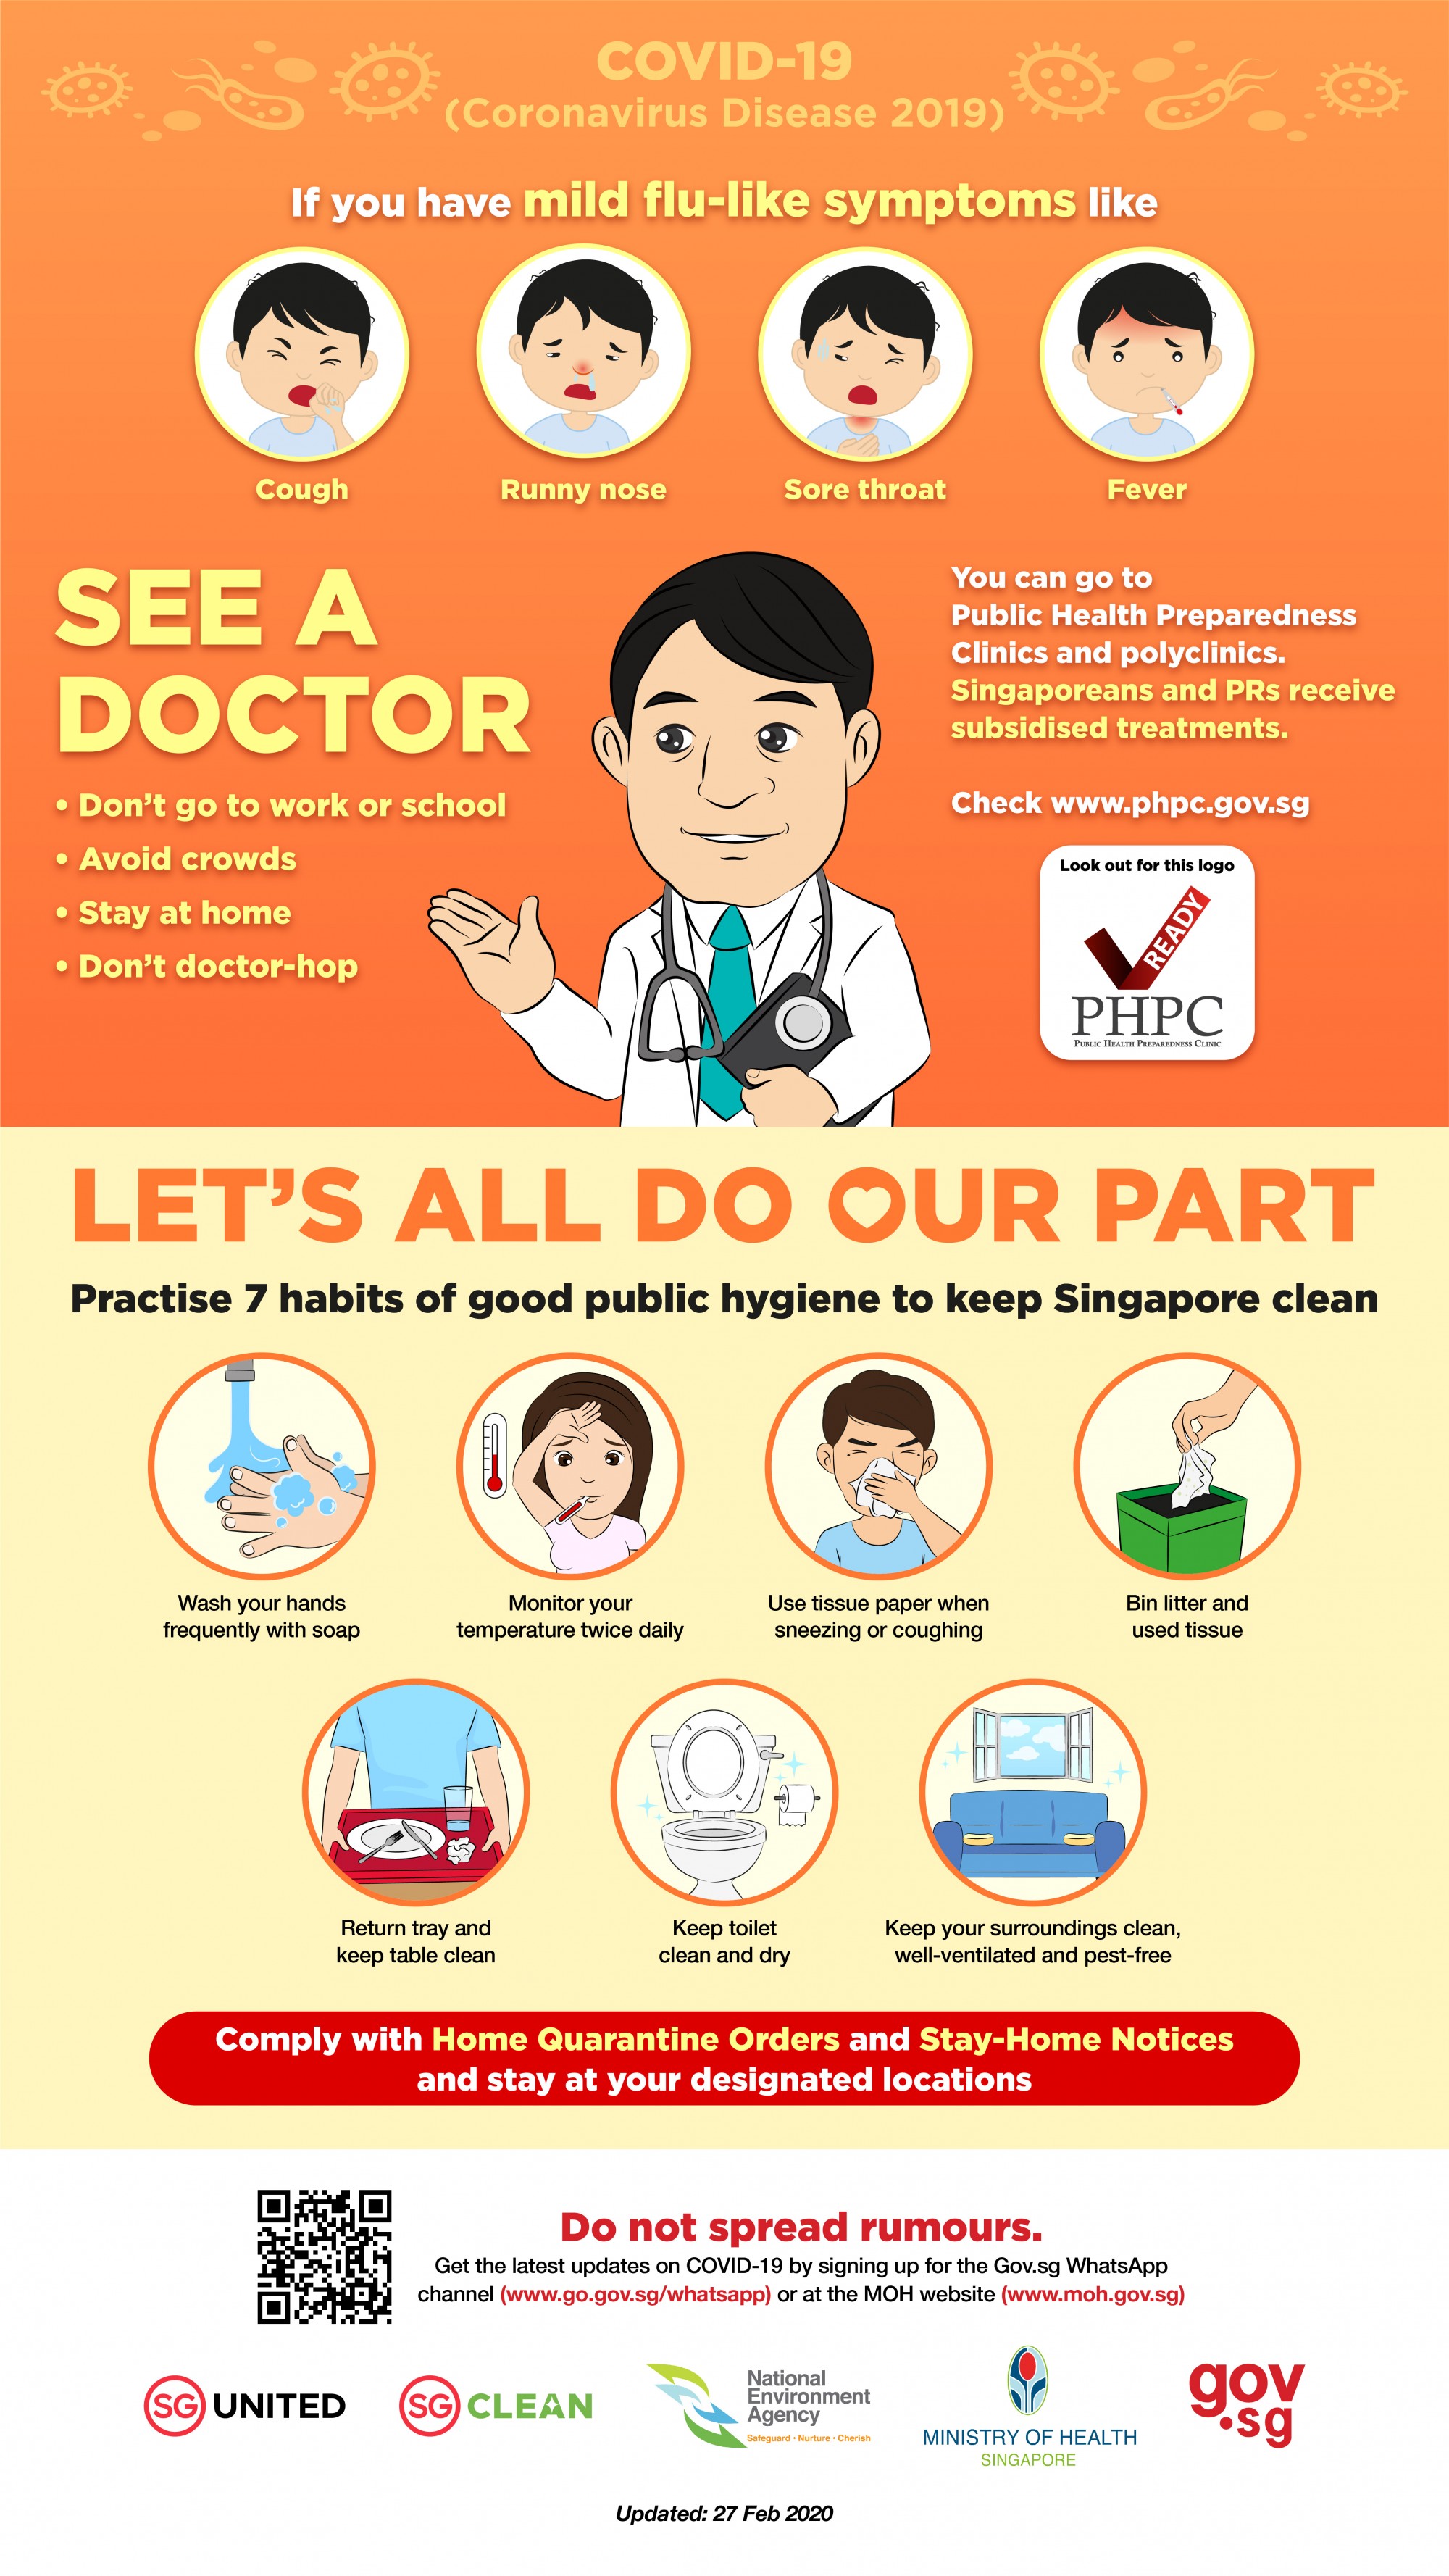 COVID-19
(Coronavirus Disease 2019)
If you have mild flu-like symptoms like
Cough
Runny nose
Sore throat
Fever
SEE A
DOCTOR
• Don't go to work or school
• Avoid crowds
• Stay at home
• Don't doctor-hop
You can go to
Public Health Preparedness
Clinics and polyclinics.
Singaporeans and PRs receive
subsidised treatments.
Check www.phpc.gov.sg
Look out for this logo
READY
PHPC
PUBLIC HEALTH PREPAREDNESS CLINIC
LET'S ALL DO OUR PART
Practise 7 habits of good public hygiene to keep Singapore clean
Wash your hands
frequently with soap
Monitor your
temperature twice daily
Use tissue paper when
sneezing or coughing
Bin litter and
used tissue
Return tray and
keep table clean
Keep toilet
clean and dry
Keep your surroundings clean,
well-ventilated and pest-free
Comply with Home Quarantine Orders and Stay-Home Notices
and stay at your designated locations
Do not spread rumours.
Get the latest updates on COVID-19 by signing up for the Gov.sg WhatsApp
channel (www.go.gov.sg/whatsapp) or at the MOH website (www.moh.gov.sg)
SG UNITED
SG CLEAN
National
Environment
Agency
Safeguard • Nurture • Cherish
MINISTRY OF HEALTH
SINGAPORE
gov
.sg
Updated: 27 Feb 2020